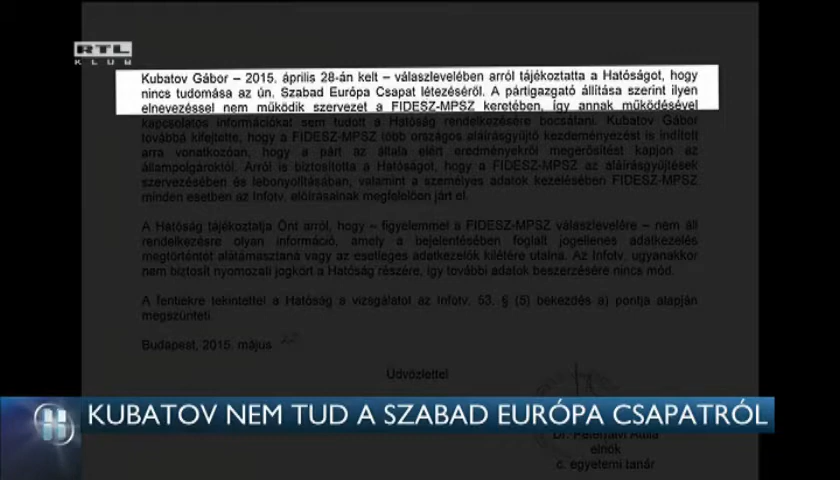 RTL
KLUB
Kubatov Gábor – 2015. április 28-án kelt – válaszlevelében arról tájékoztatta a Hatóságot, hogy
nincs tudomása az ún. Szabad Európa Csapat létezéséről. A pártigazgató állítása szerint ilyen
elnevezéssel nem működik szervezet a FIDESZ-MPSZ keretében, így annak működésével
kapcsolatos információkat sem tudott a Hatóság rendelkezésére bocsátani. Kubatov Gábor
továbbá kifejtette, hogy a FIDESZ-MPSZ több országos aláírásgyűjtő kezdeményezést is indított
arra vonatkozóan, hogy a párt az általa elért eredményekről megerősítést kapjon az
állampolgároktól. Arról is biztosította a Hatóságot, hogy a FIDESZ-MPSZ az aláírásgyűjtések
szervezésében és lebonyolításában, valamint a személyes adatok kezelésében FIDESZ-MPSZ
minden esetben az Infotv. előírásainak megfelelően járt el.
A Hatóság tájékoztatja Önt arról, hogy – figyelemmel a FIDESZ-MPSZ válaszlevelére – nem áll
rendelkezésre olyan információ, amely a bejelentésében foglalt jogellenes adatkezelés
megtörténtét alátámasztaná vagy az esetleges adatkezelők kilétére utalna. Az Infotv. ugyanakkor
nem biztosít nyomozati jogkört a Hatóság részére, így további adatok beszerzésére nincs mód.
A fentiekre tekintettel a Hatóság a vizsgálatot az Infotv. 53. § (5) bekezdés a) pontja alapján
megszünteti.
Budapest, 2015. május
Üdvözlettel
KUBATOV NEM TUD A SZABAD EURÓPA CSAPATRÓL
Dr. Péterfalvi Attila
elnök
c. egyetemi tanár